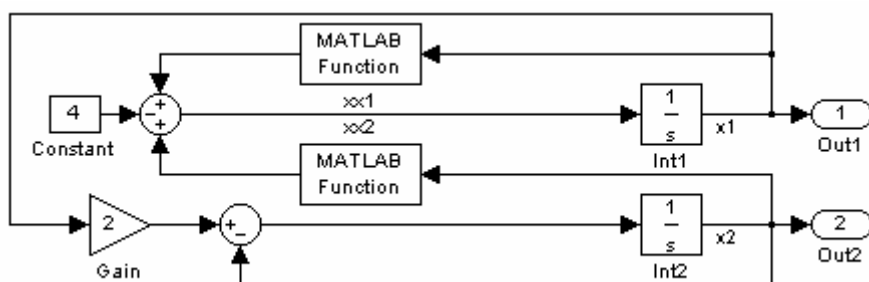 MATLAB
Function
+
4
-
+
+
xx1
xx2
1
s
x1
1
Constant
Int1
Out1
MATLAB
Function
2
+
-
1
s
x2
2
Gain
Int2
Out2